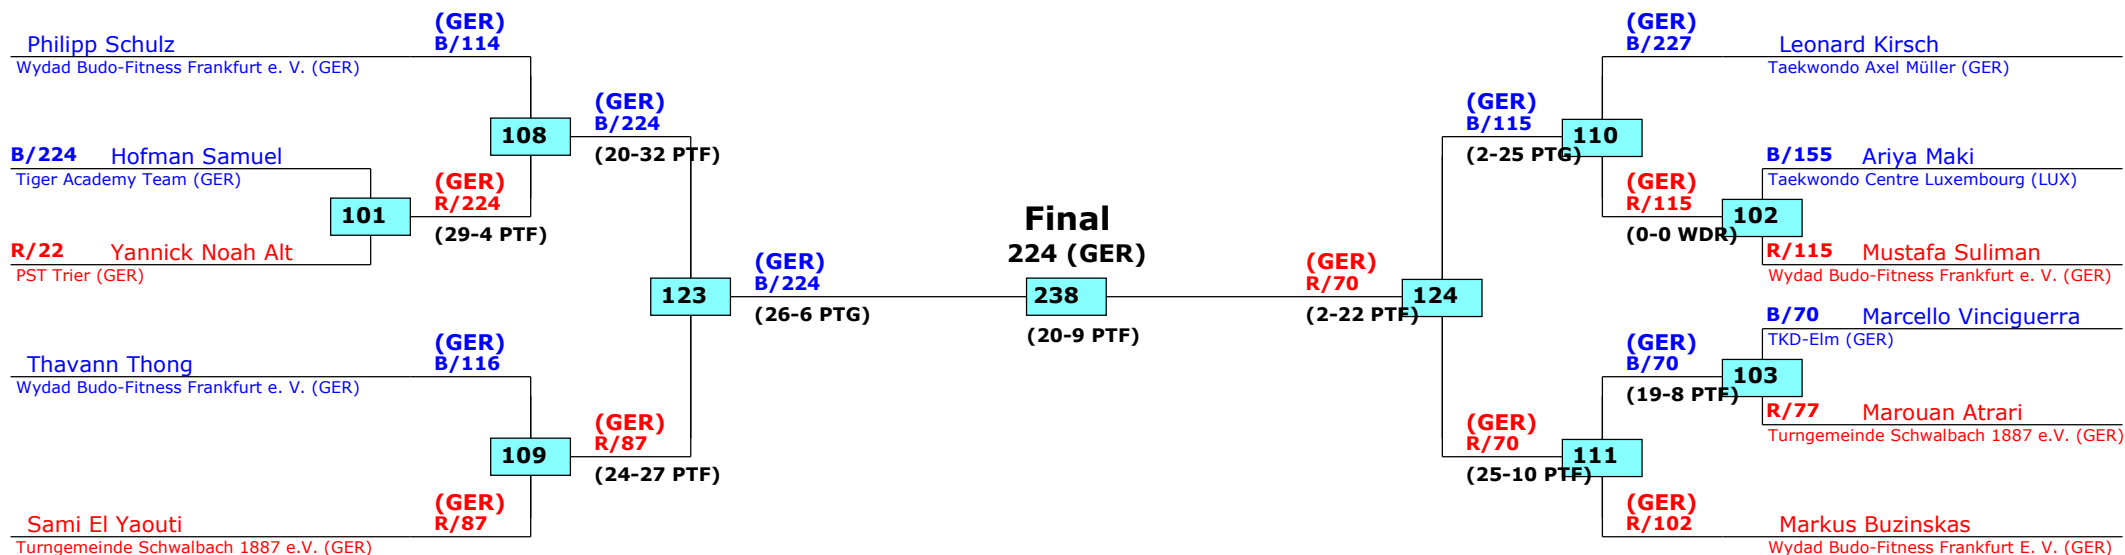 (GER)
B/114
Philipp Schulz
Wydad Budo-Fitness Frankfurt e. V. (GER)
108
(GER)
B/224
(20-32 PTF)
B/224 Hofman Samuel
Tiger Academy Team (GER)
101
(GER)
R/224
(29-4 PTF)
R/22 Yannick Noah Alt
PST Trier (GER)
123
(GER)
B/224
(26-6 PTG)
(GER)
B/116
Thavann Thong
Wydad Budo-Fitness Frankfurt e. V. (GER)
109
(GER)
R/87
(24-27 PTF)
(GER)
R/87
Sami El Yaouti
Turngemeinde Schwalbach 1887 e.V. (GER)
Final
224 (GER)
238
(20-9 PTF)
(GER)
R/70
(2-22 PTF)
124
(GER)
B/227
Leonard Kirsch
Taekwondo Axel Müller (GER)
(GER)
B/115
(2-25 PTG)
110
B/155 Ariya Maki
Taekwondo Centre Luxembourg (LUX)
(GER)
R/115
(0-0 WDR)
102
R/115 Mustafa Suliman
Wydad Budo-Fitness Frankfurt e. V. (GER)
B/70 Marcello Vinciguerra
TKD-Elm (GER)
(GER)
B/70
(19-8 PTF)
103
R/77 Marouan Atrari
Turngemeinde Schwalbach 1887 e.V. (GER)
(GER)
R/70
(25-10 PTF)
111
(GER)
R/102
Markus Buzinskas
Wydad Budo-Fitness Frankfurt E. V. (GER)